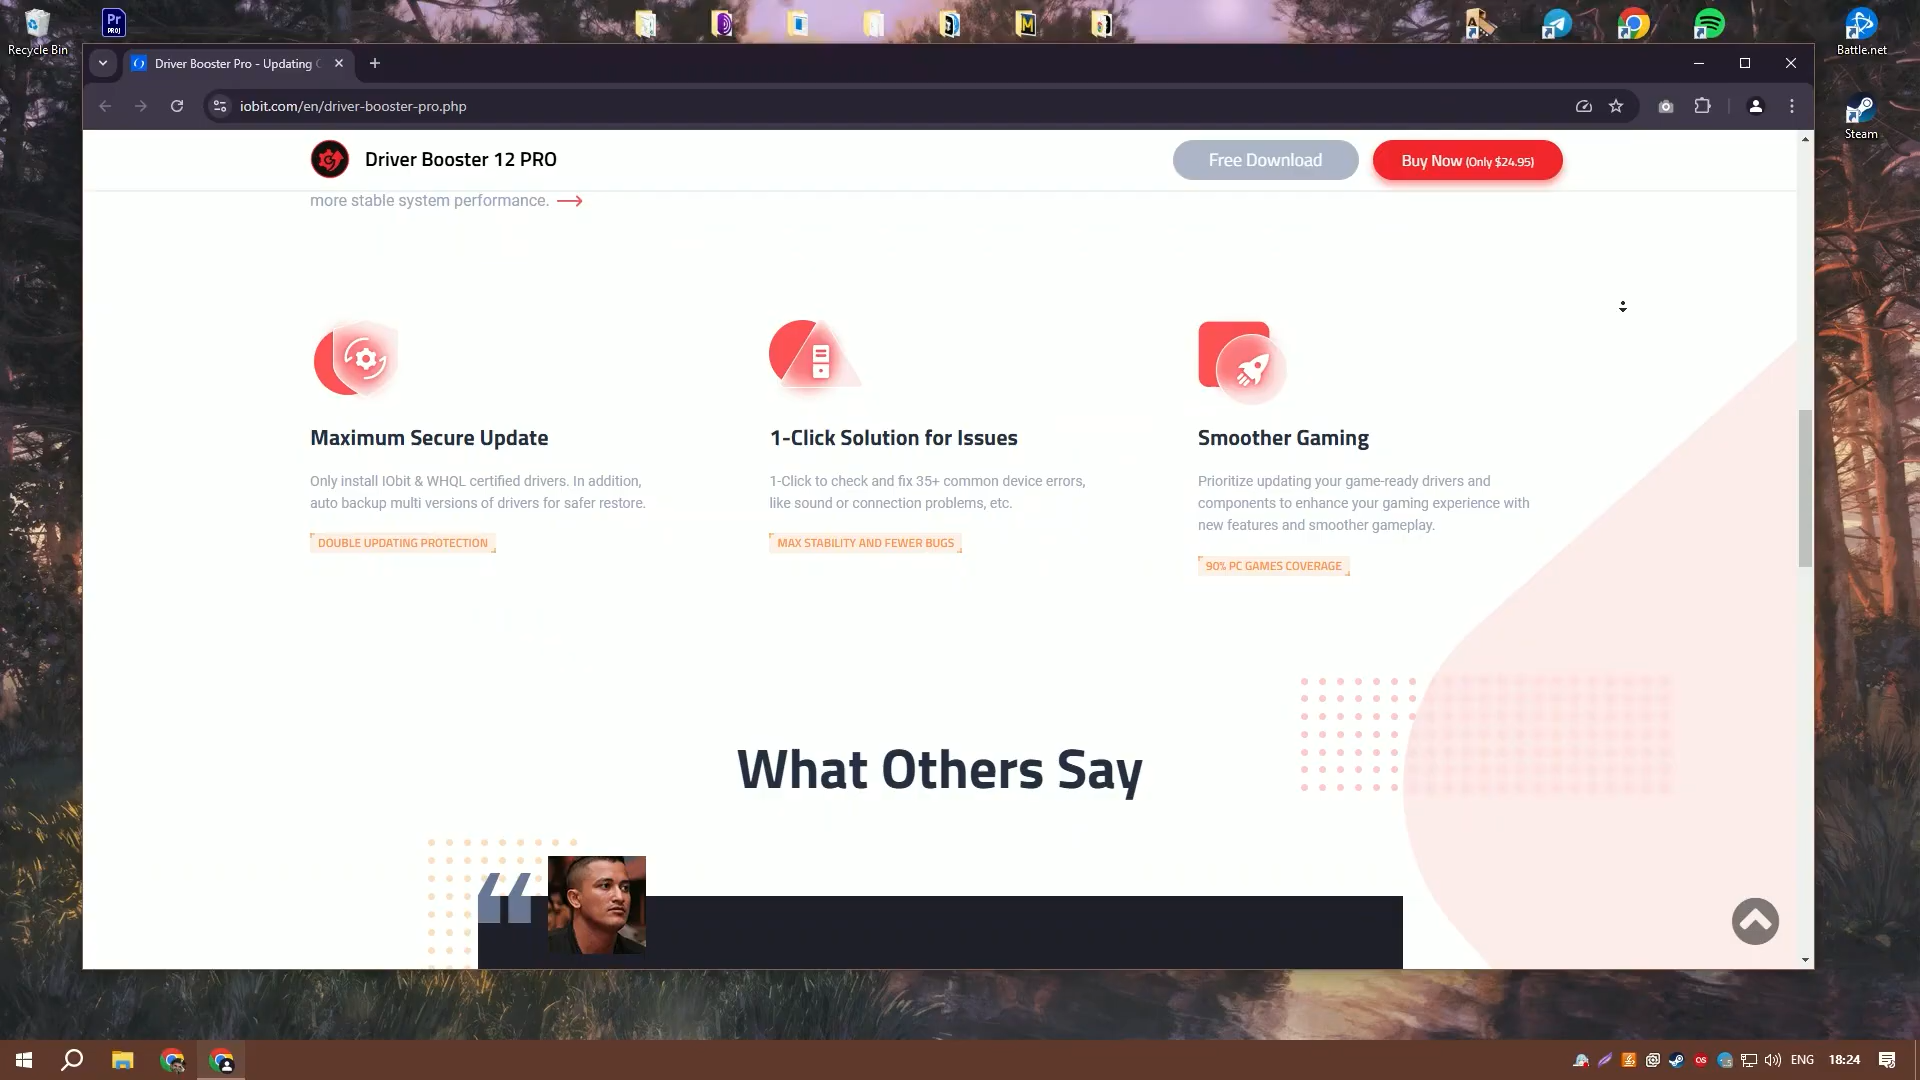 Recycle Bin
Pr
PROJ
M
Battle.net
Steam
Driver Booster Pro - Updating
iobit.com/en/driver-booster-pro.php
Driver Booster 12 PRO
Free Download
Buy Now (Only $24.95)
more stable system performance.
Maximum Secure Update
Only install IObit & WHQL certified drivers. In addition,
auto backup multi versions of drivers for safer restore.
DOUBLE UPDATING PROTECTION
1-Click Solution for Issues
1-Click to check and fix 35+ common device errors,
like sound or connection problems, etc.
MAX STABILITY AND FEWER BUGS
Smoother Gaming
Prioritize updating your game-ready drivers and
components to enhance your gaming experience with
new features and smoother gameplay.
90% PC GAMES COVERAGE
What Others Say
ENG
18:24